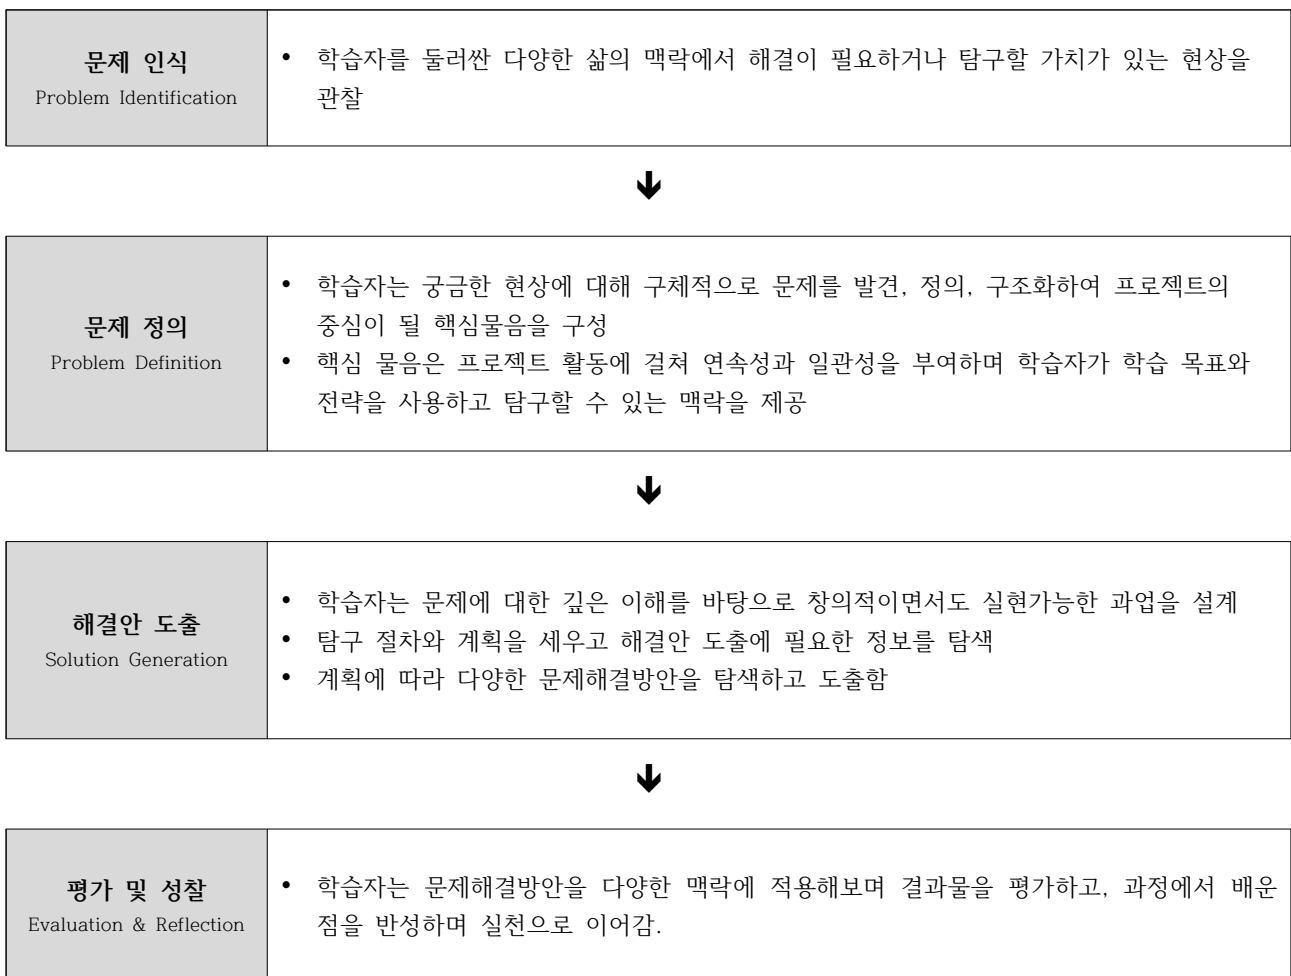 문제 인식
Problem Identification
• 학습자를 둘러싼 다양한 삶의 맥락에서 해결이 필요하거나 탐구할 가치가 있는 현상을
관찰
문제 정의
Problem Definition
• 학습자는 궁금한 현상에 대해 구체적으로 문제를 발견, 정의, 구조화하여 프로젝트의
중심이 될 핵심물음을 구성
• 핵심 물음은 프로젝트 활동에 걸쳐 연속성과 일관성을 부여하며 학습자가 학습 목표와
전략을 사용하고 탐구할 수 있는 맥락을 제공
해결안 도출
Solution Generation
• 학습자는 문제에 대한 깊은 이해를 바탕으로 창의적이면서도 실현가능한 과업을 설계
• 탐구 절차와 계획을 세우고 해결안 도출에 필요한 정보를 탐색
• 계획에 따라 다양한 문제해결방안을 탐색하고 도출함
평가 및 성찰
Evaluation & Reflection
• 학습자는 문제해결방안을 다양한 맥락에 적용해보며 결과물을 평가하고, 과정에서 배운
점을 반성하며 실천으로 이어감.